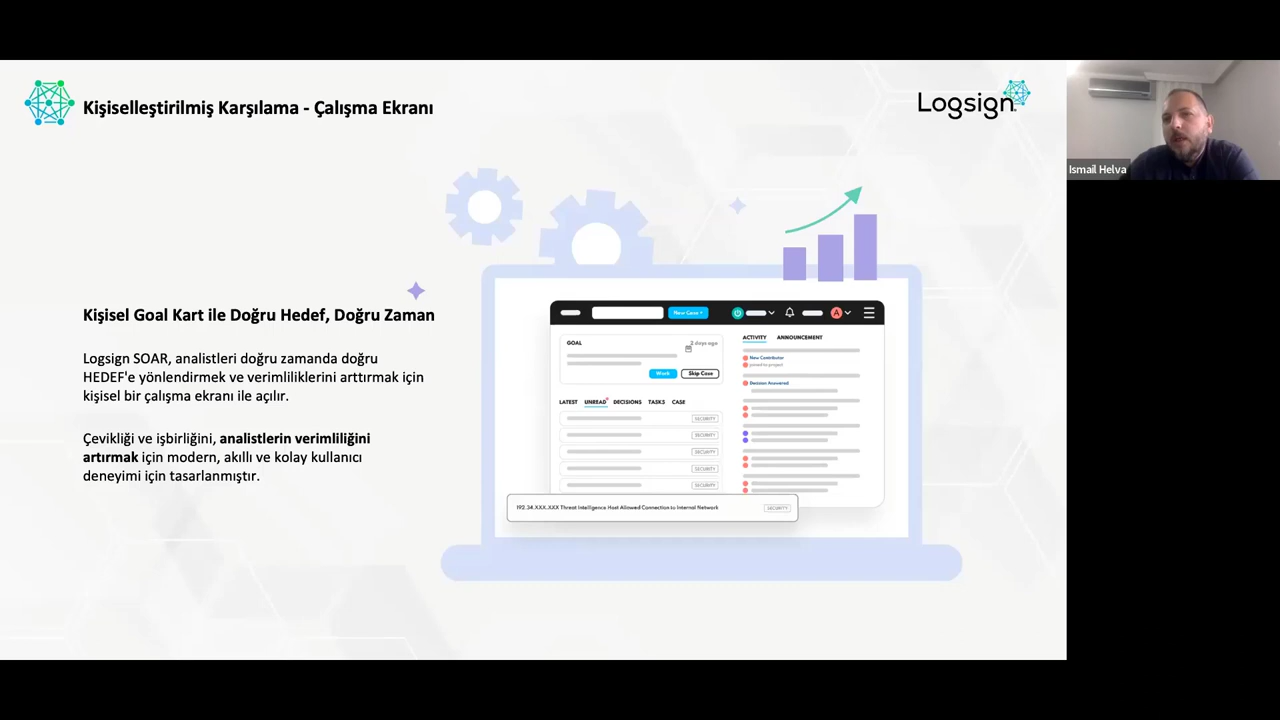 Kişiselleştirilmiş Karşılama - Çalışma Ekranı
Logsign
Ismail Helva
Kişisel Goal Kart ile Doğru Hedef, Doğru Zaman
Logsign SOAR, analistleri doğru zamanda doğru
HEDEF'e yönlendirmek ve verimliliklerini arttırmak için
kişisel bir çalışma ekranı ile açılır.
Çevikliği ve işbirliğini, analistlerin verimliliğini
artırmak için modern, akıllı ve kolay kullanıcı
deneyimi için tasarlanmıştır.
New Case +
A
GOAL
2 days ago
Work
Skip Case
LATEST UNREAD DECISIONS TASKS CASE
SECURITY
SECURITY
SECURITY
SECURITY
SECURITY
ACTIVITY ANNOUNCEMENT
New Contributor
joined to project
Decision Answered
192.34.XXX.XXX Threat Intelligence Host Allowed Connection to Internal Network
SECURITY